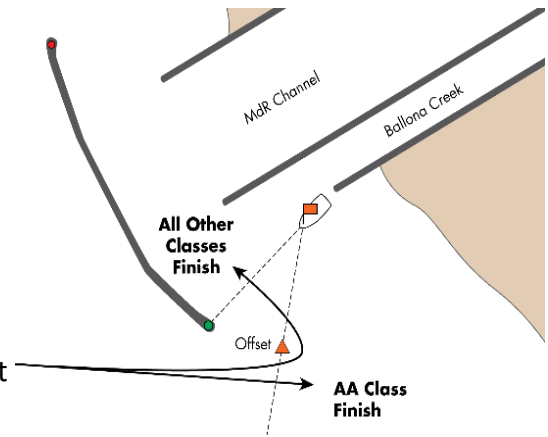 MdR Channel
Ballona Creek
All Other
Classes
Finish
Offset
t
AA Class
Finish